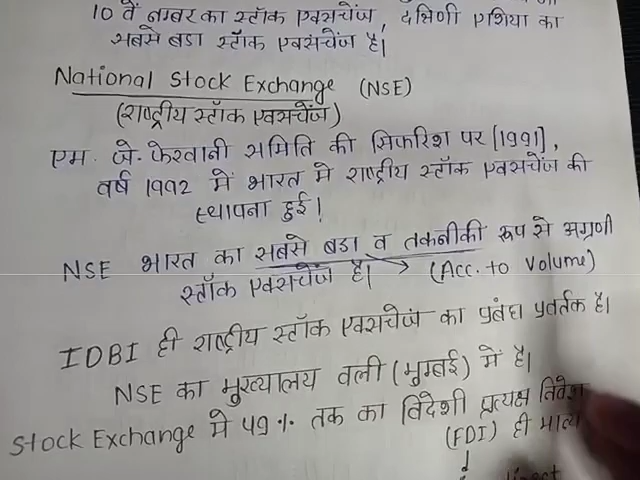 10 वें नम्बर का स्टॉक एक्सचेंज, दक्षिणी एशिया का
सबसे बडा स्टॉक एक्सचेंज है।
National Stock Exchange (NSE)
(राष्ट्रीय स्टॉक एक्सचेंज)
एम. जे. फेरवानी समिति की सिफरिश पर [1991],
वर्ष 1992 में भारत मे राष्ट्रीय स्टॉक एक्सचेंज की
स्थापना हुई।
NSE भारत का सबसे बडा व तकनीकी रूप से अग्रणी
स्टॉक एक्सचेंज है। → (Acc. to Volume)
IDBI ही राष्ट्रीय स्टॉक एक्सचेंज का प्रबंध प्रवर्तक है।
NSE का मुख्यालय वर्ली (मुम्बई) में है।
Stock Exchange मे 49% तक का विदेशी प्रत्यक्ष निवेश
(FDI) ही